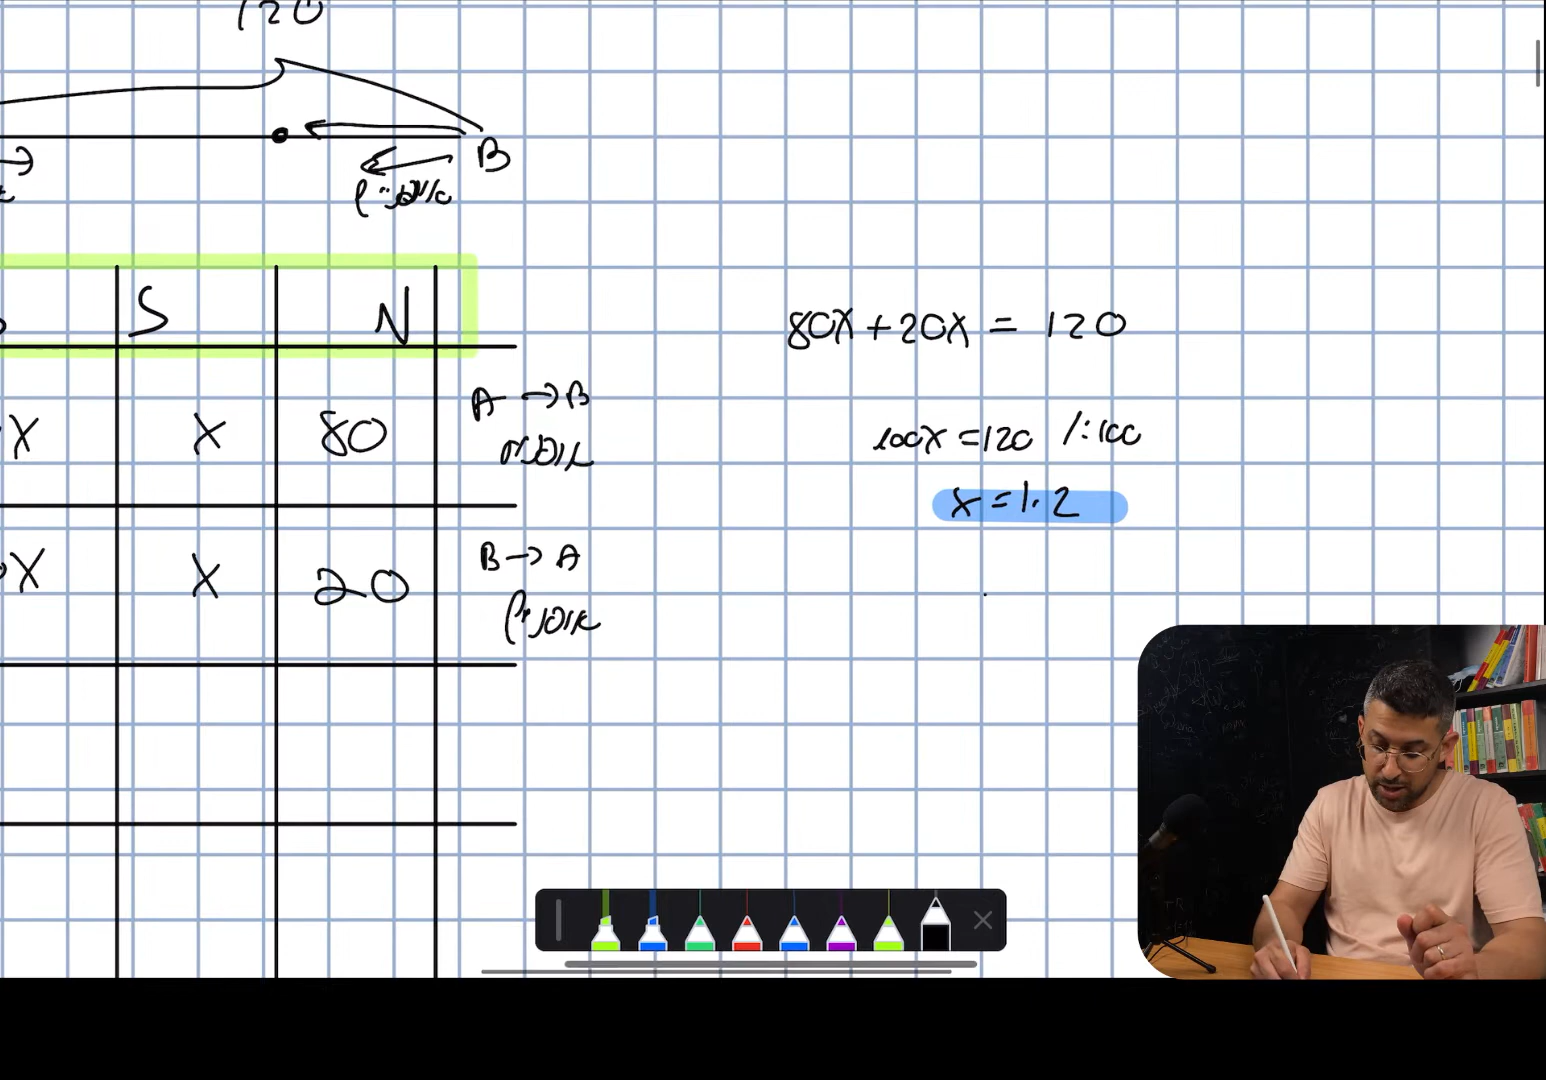 120
B
S N
X X 80 A → B
X X 20 B → A
80X + 20X = 120
100X = 120 /:100
X = 1.2